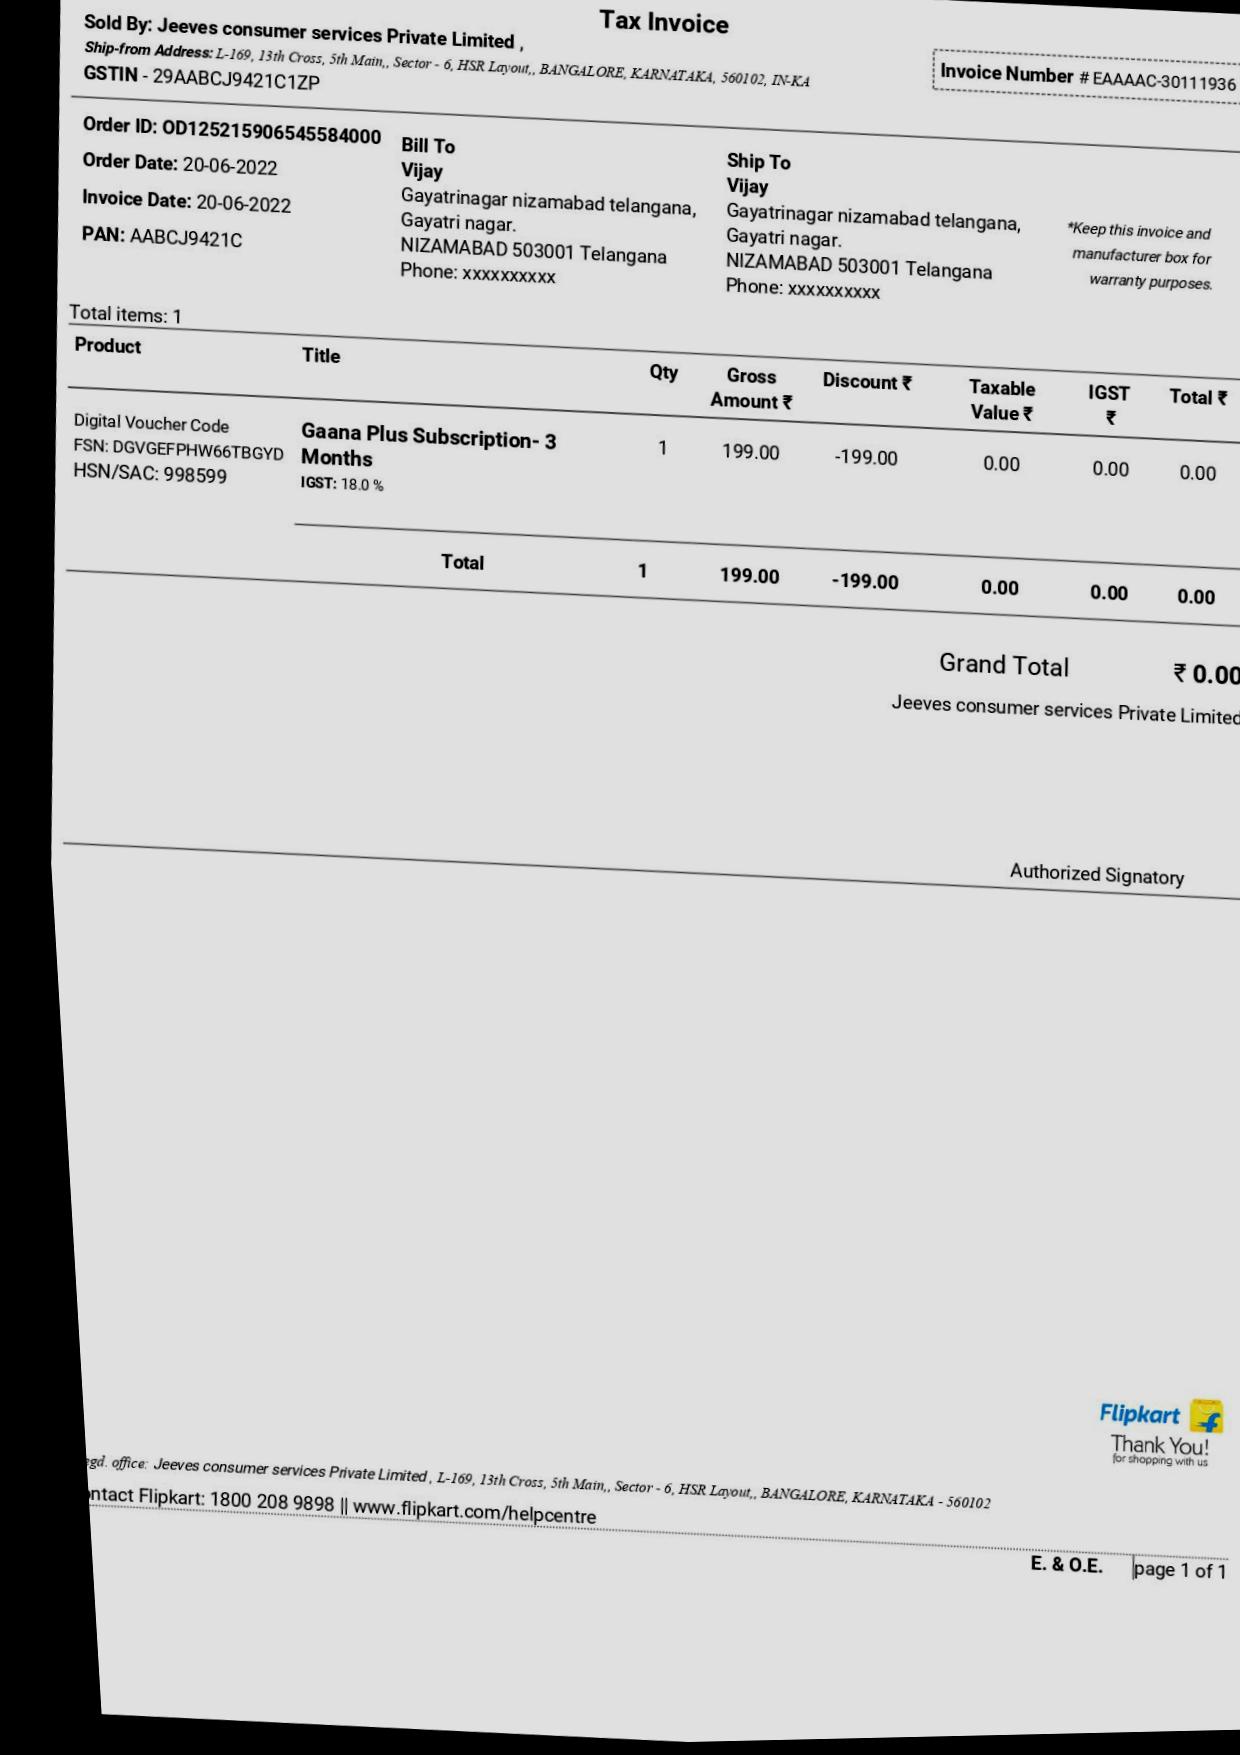 Tax Invoice
Sold By: Jeeves consumer services Private Limited ,
Ship-from Address: L-169, 13th Cross, 5th Main,, Sector - 6, HSR Layout,, BANGALORE, KARNATAKA, 560102, IN-KA
GSTIN - 29AABCJ9421C1ZP
Invoice Number # EAAAAC-30111936
Order ID: OD125215906545584000
Order Date: 20-06-2022
Invoice Date: 20-06-2022
PAN: AABCJ9421C
Bill To
Vijay
Gayatrinagar nizamabad telangana,
Gayatri nagar.
NIZAMABAD 503001 Telangana
Phone: xxxxxxxxxx
Ship To
Vijay
Gayatrinagar nizamabad telangana,
Gayatri nagar.
NIZAMABAD 503001 Telangana
Phone: xxxxxxxxxx
*Keep this invoice and
manufacturer box for
warranty purposes.
Total items: 1
Product Title Qty Gross Amount ₹ Discount ₹ Taxable Value ₹ IGST ₹ Total ₹
Digital Voucher Code
FSN: DGVGEFPHW66TBGYD
HSN/SAC: 998599
Gaana Plus Subscription- 3
Months
IGST: 18.0 %
1 199.00 -199.00 0.00 0.00 0.00
Total 1 199.00 -199.00 0.00 0.00 0.00
Grand Total ₹ 0.00
Jeeves consumer services Private Limited
Authorized Signatory
Flipkart
Thank You!
for shopping with us
egd. office: Jeeves consumer services Private Limited , L-169, 13th Cross, 5th Main,, Sector - 6, HSR Layout,, BANGALORE, KARNATAKA - 560102
ontact Flipkart: 1800 208 9898 || www.flipkart.com/helpcentre
E. & O.E. page 1 of 1